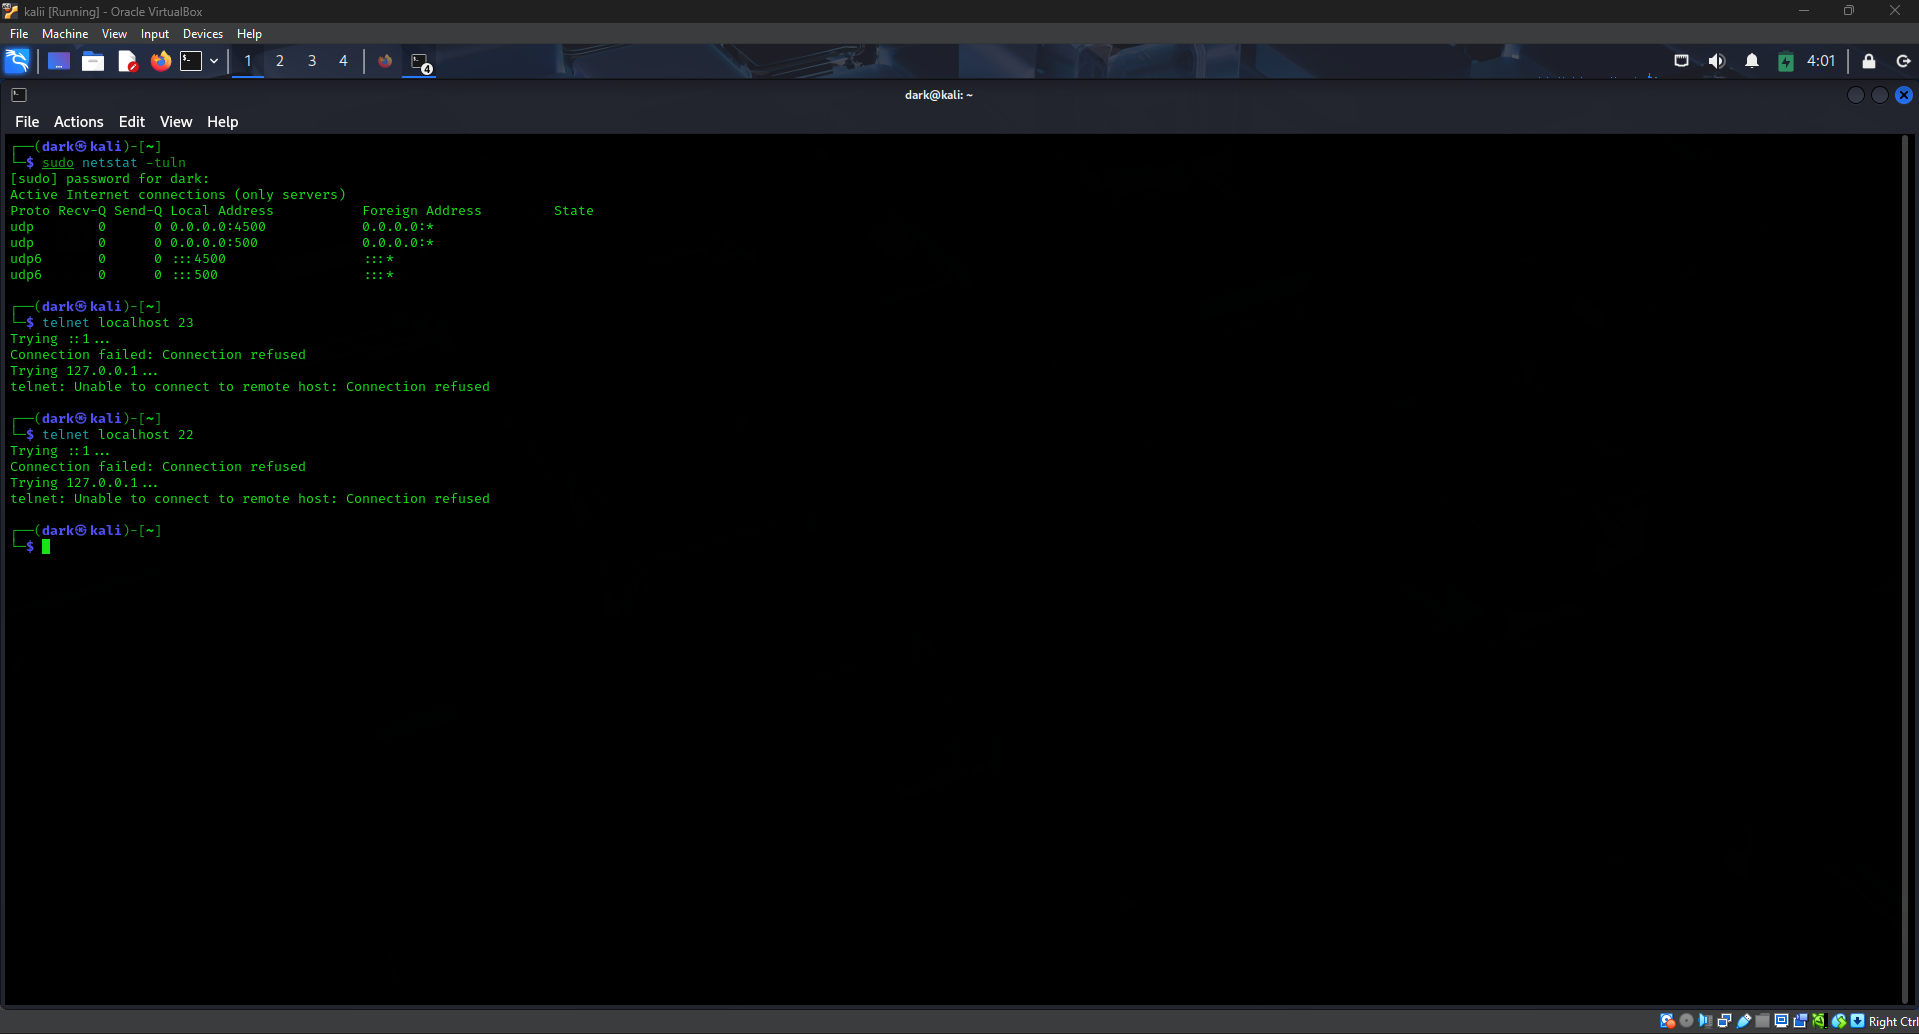 kalii [Running] - Oracle VirtualBox
File Machine View Input Devices Help
1 2 3 4 4 4:01
dark@kali: ~
File Actions Edit View Help
┌──(dark㉿kali)-[~]
└─$ sudo netstat -tuln
[sudo] password for dark:
Active Internet connections (only servers)
Proto Recv-Q Send-Q Local Address           Foreign Address         State
udp        0      0 0.0.0.0:4500            0.0.0.0:*
udp        0      0 0.0.0.0:500             0.0.0.0:*
udp6       0      0 :::4500                 :::*
udp6       0      0 :::500                  :::*
┌──(dark㉿kali)-[~]
└─$ telnet localhost 23
Trying ::1...
Connection failed: Connection refused
Trying 127.0.0.1...
telnet: Unable to connect to remote host: Connection refused
┌──(dark㉿kali)-[~]
└─$ telnet localhost 22
Trying ::1...
Connection failed: Connection refused
Trying 127.0.0.1...
telnet: Unable to connect to remote host: Connection refused
┌──(dark㉿kali)-[~]
└─$
Right Ctrl